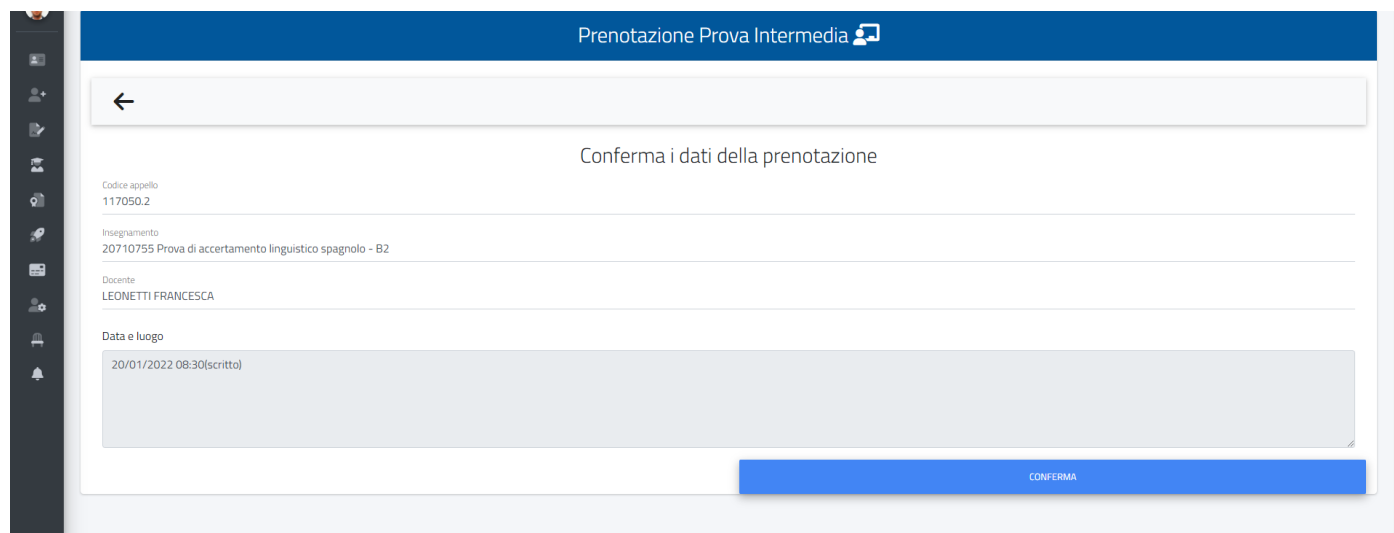 Prenotazione Prova Intermedia
Conferma i dati della prenotazione
Codice appello
117050.2
Insegnamento
20710755 Prova di accertamento linguistico spagnolo - B2
Docente
LEONETTI FRANCESCA
Data e luogo
20/01/2022 08:30(scritto)
CONFERMA